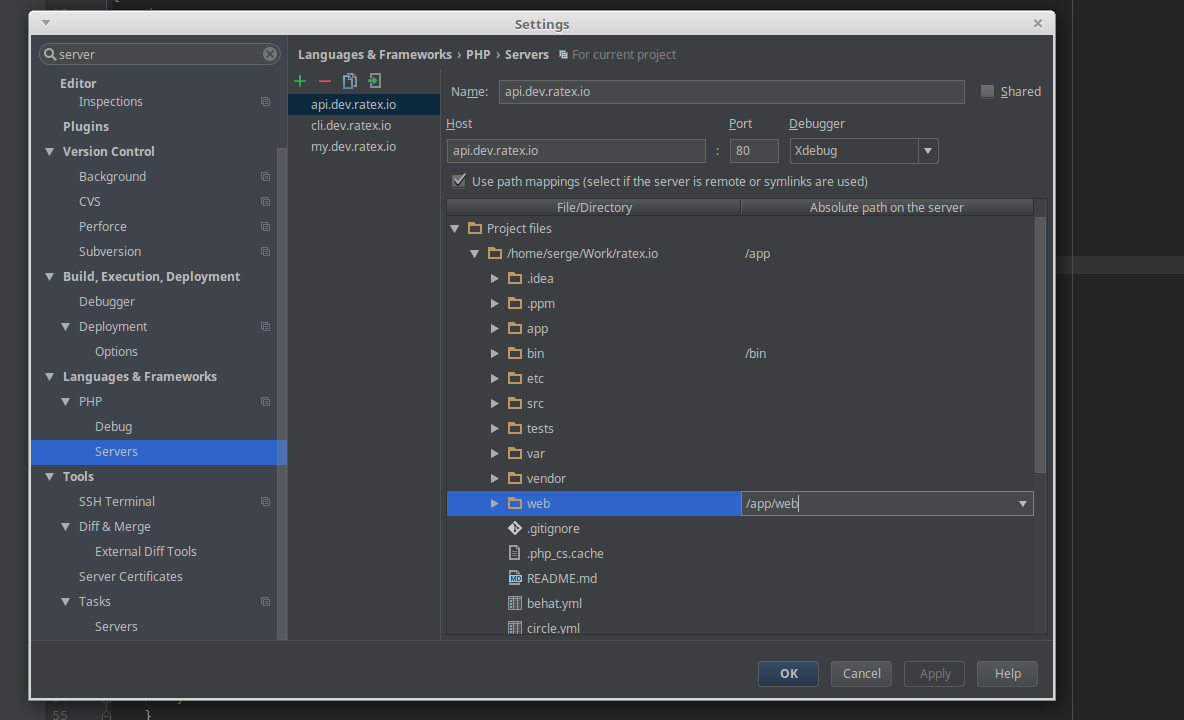 Settings
server
Editor
Inspections
Plugins
Version Control
Background
CVS
Perforce
Subversion
Build, Execution, Deployment
Debugger
Deployment
Options
Languages & Frameworks
PHP
Debug
Servers
Tools
SSH Terminal
Diff & Merge
External Diff Tools
Server Certificates
Tasks
Servers
Languages & Frameworks › PHP › Servers For current project
api.dev.ratex.io
cli.dev.ratex.io
my.dev.ratex.io
Name: api.dev.ratex.io Shared
Host Port Debugger
api.dev.ratex.io : 80 Xdebug
Use path mappings (select if the server is remote or symlinks are used)
File/Directory Absolute path on the server
Project files
/home/serge/Work/ratex.io /app
.idea
.ppm
app
bin /bin
etc
src
tests
var
vendor
web /app/web
.gitignore
.php_cs.cache
MD README.md
behat.yml
circle.yml
OK Cancel Apply Help
55 }